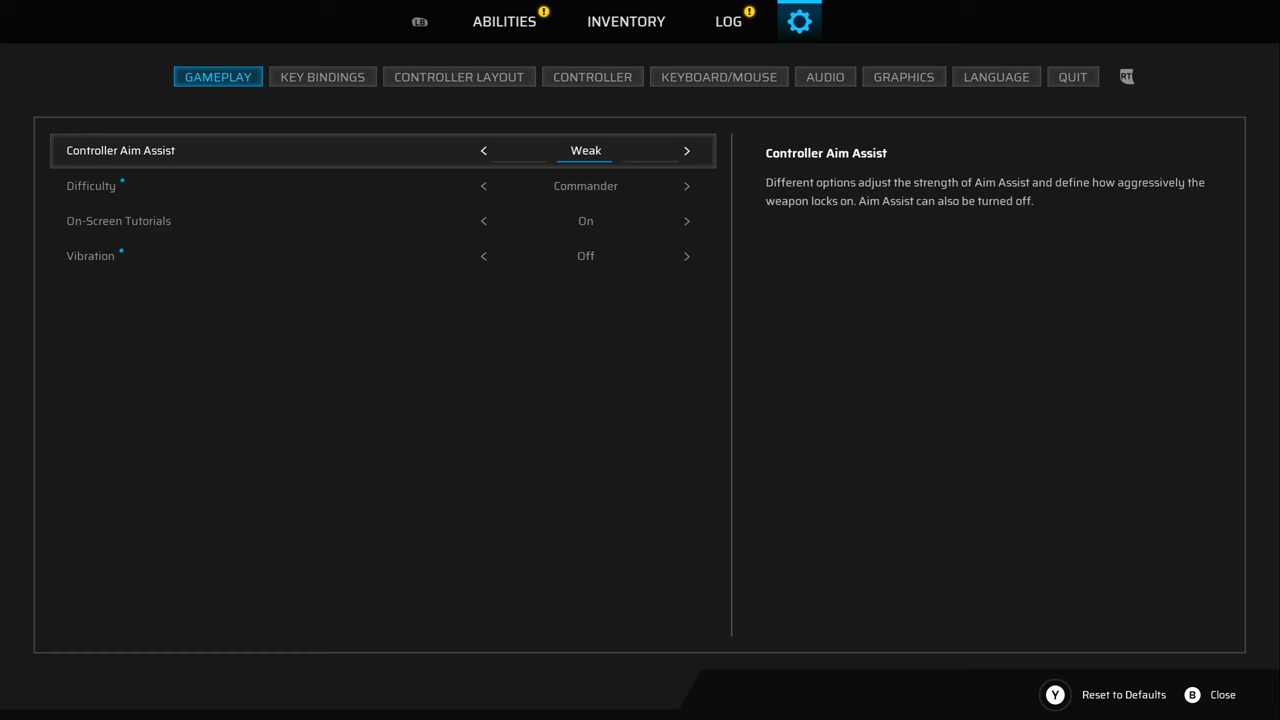 LB ABILITIES ! INVENTORY LOG !
GAMEPLAY KEY BINDINGS CONTROLLER LAYOUT CONTROLLER KEYBOARD/MOUSE AUDIO GRAPHICS LANGUAGE QUIT RT
Controller Aim Assist < Weak >
Difficulty < Commander >
On-Screen Tutorials < On >
Vibration < Off >
Controller Aim Assist
Different options adjust the strength of Aim Assist and define how aggressively the
weapon locks on. Aim Assist can also be turned off.
Y Reset to Defaults B Close